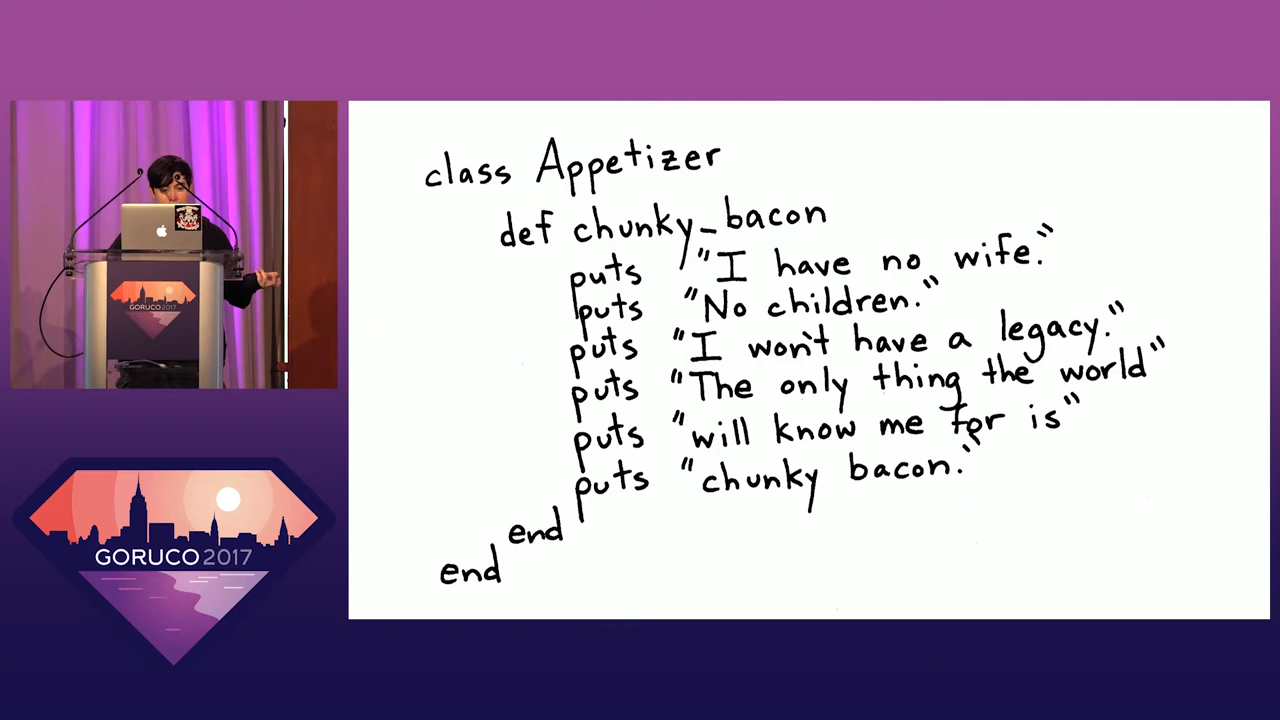 class Appetizer
def chunky_bacon
puts "I have no wife."
puts "No children."
puts "I won't have a legacy."
puts "The only thing the world"
puts "will know me for is"
puts "chunky bacon."
end
end
GORUCO 2017
GORUCO 2017